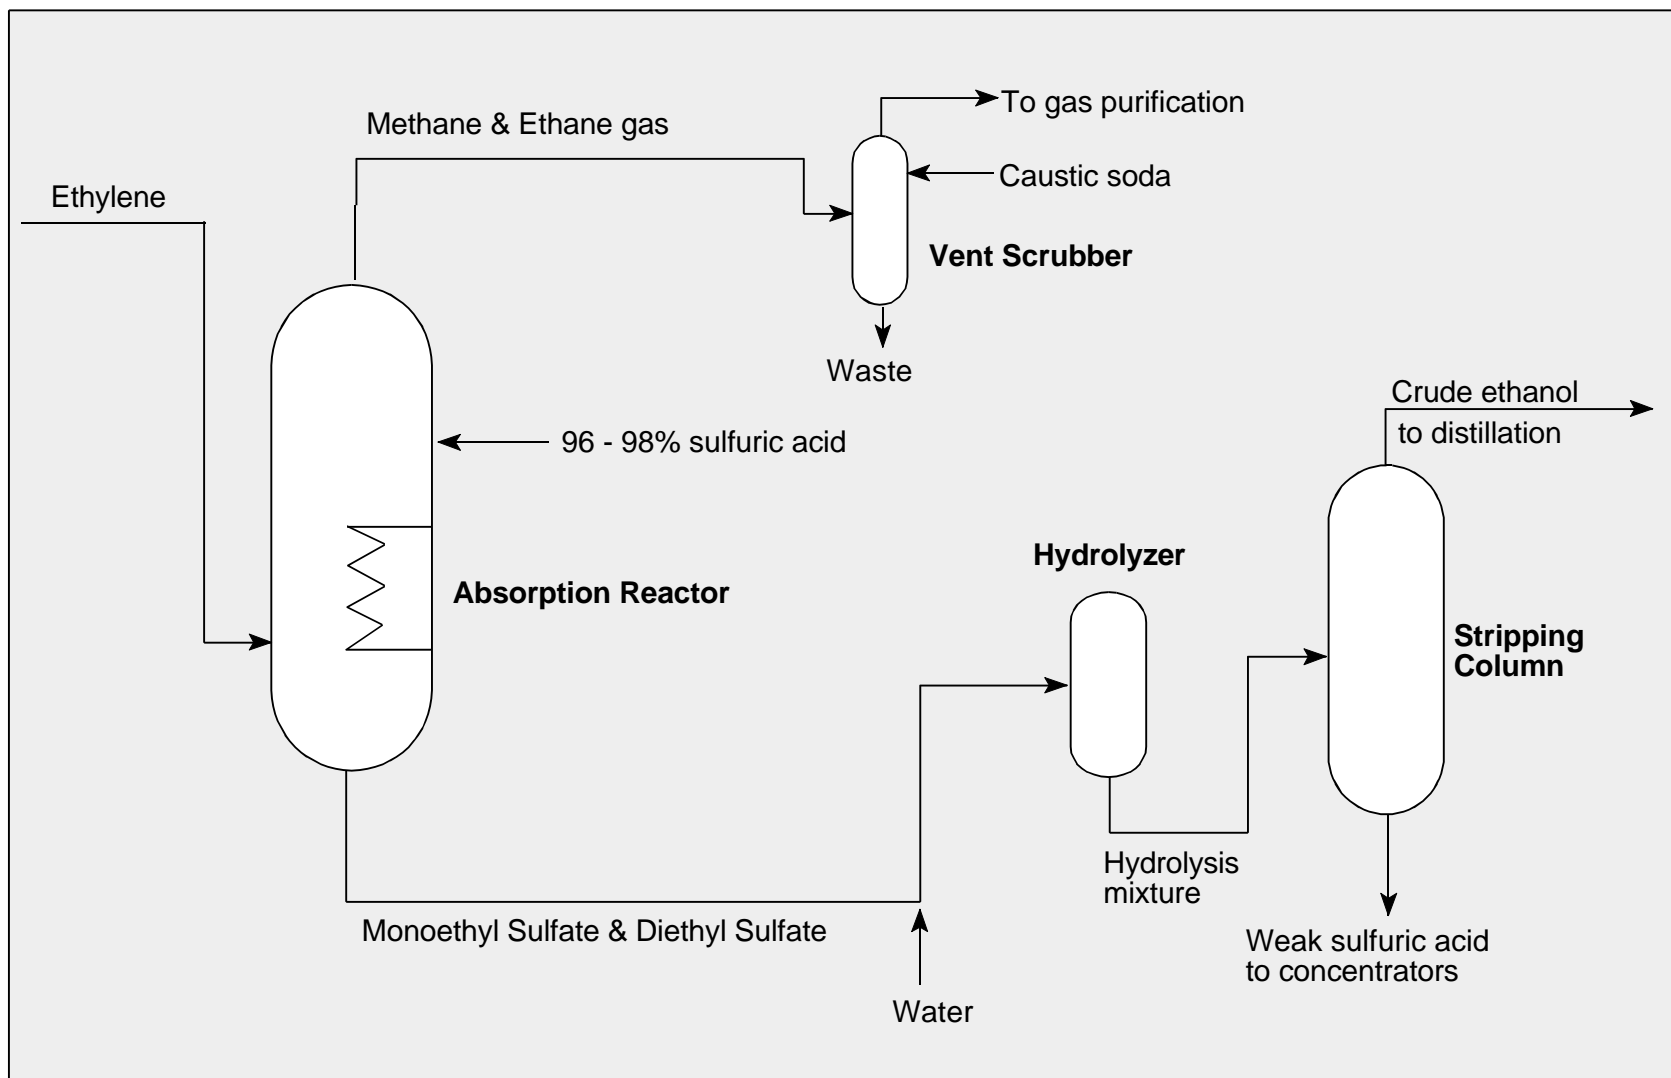 To gas purification
Methane & Ethane gas
Caustic soda
Ethylene
Vent Scrubber
Waste
Crude ethanol
to distillation
96 - 98% sulfuric acid
Hydrolyzer
Absorption Reactor
Stripping
Column
Hydrolysis
mixture
Monoethyl Sulfate & Diethyl Sulfate
Weak sulfuric acid
to concentrators
Water